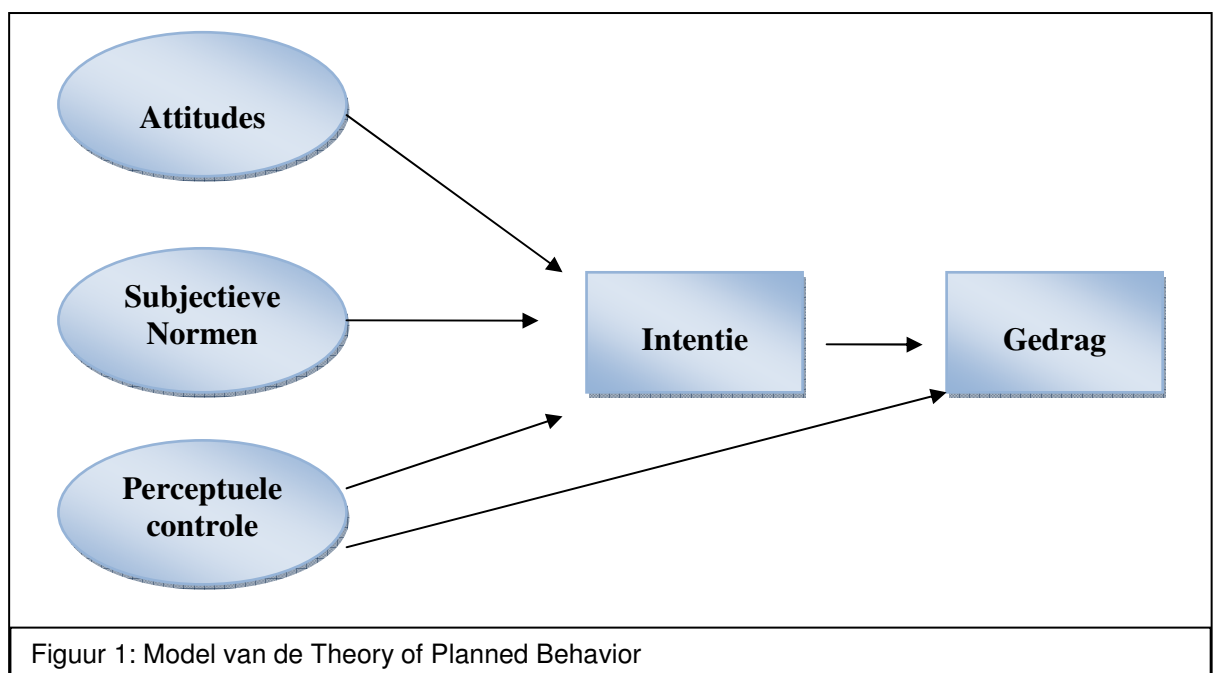 Attitudes
Subjectieve
Normen
Perceptuele
controle
Intentie
Gedrag
Figuur 1: Model van de Theory of Planned Behavior